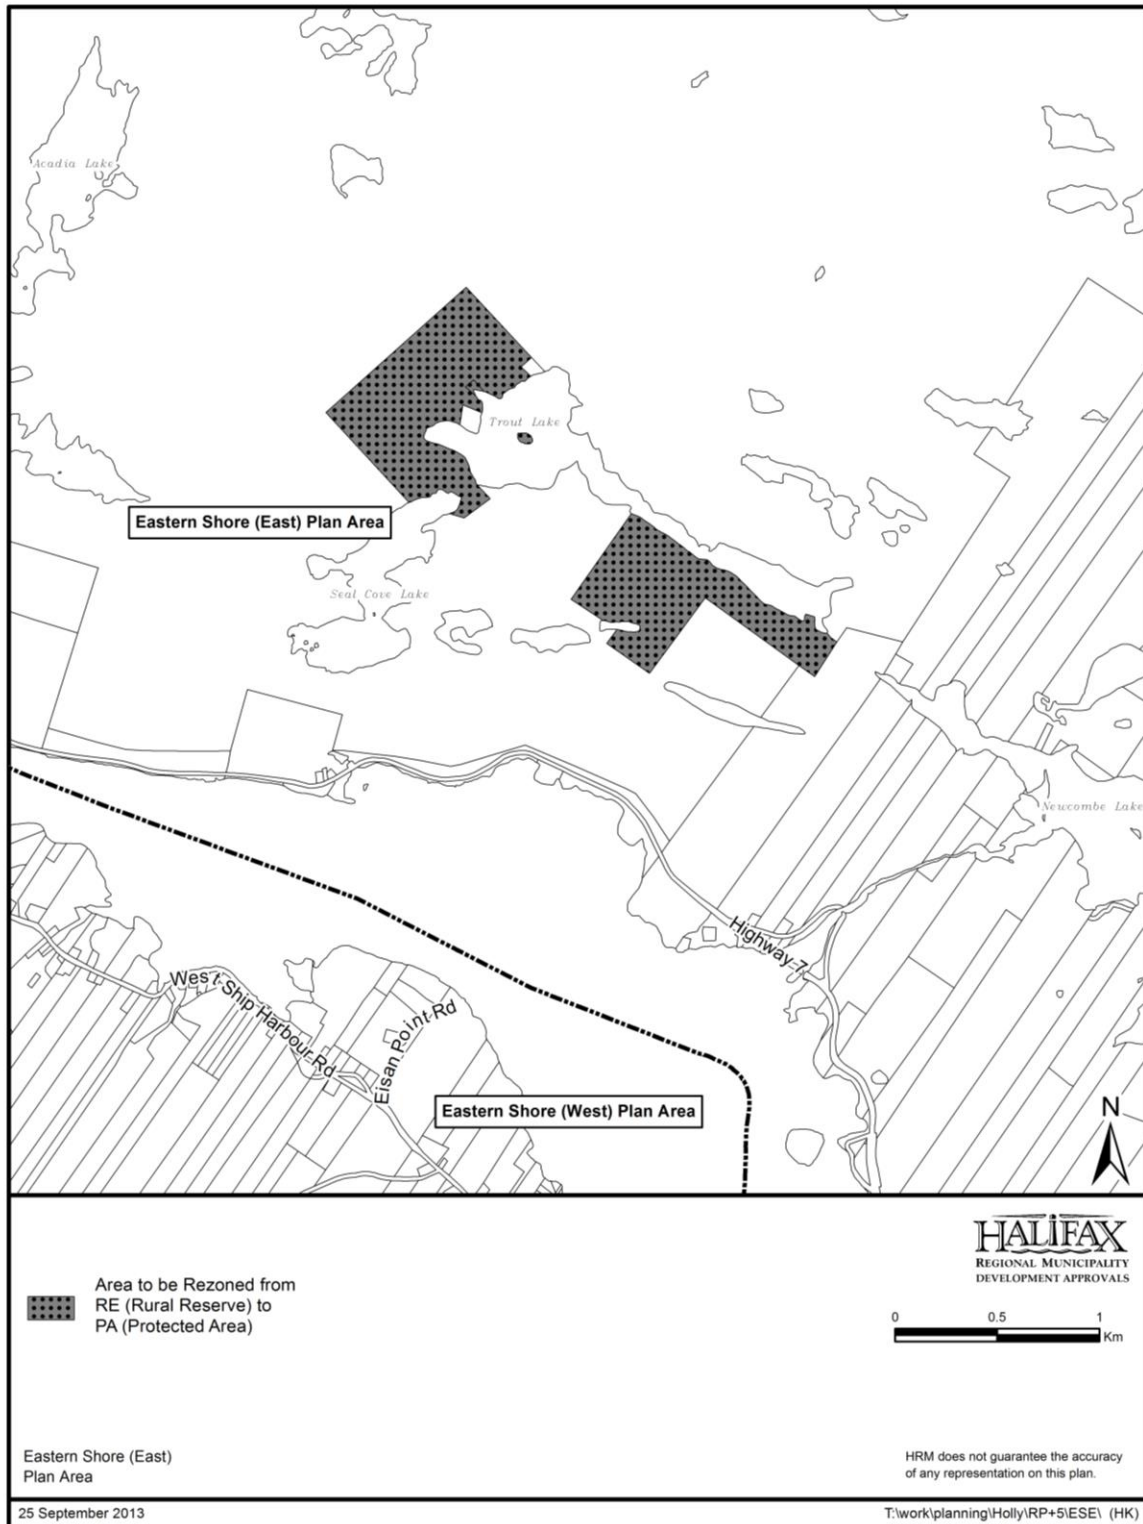 Acadia Lake
Trout Lake
Eastern Shore (East) Plan Area
Seal Cove Lake
Newcombe Lake
Highway 7
West Ship Harbour Rd
Eisan Point Rd
Eastern Shore (West) Plan Area
N
HALIFAX
REGIONAL MUNICIPALITY
DEVELOPMENT APPROVALS
Area to be Rezoned from
RE (Rural Reserve) to
PA (Protected Area)
0 0.5 1
Km
Eastern Shore (East)
Plan Area
HRM does not guarantee the accuracy
of any representation on this plan.
25 September 2013
T:\work\planning\Holly\RP+5\ESE\ (HK)